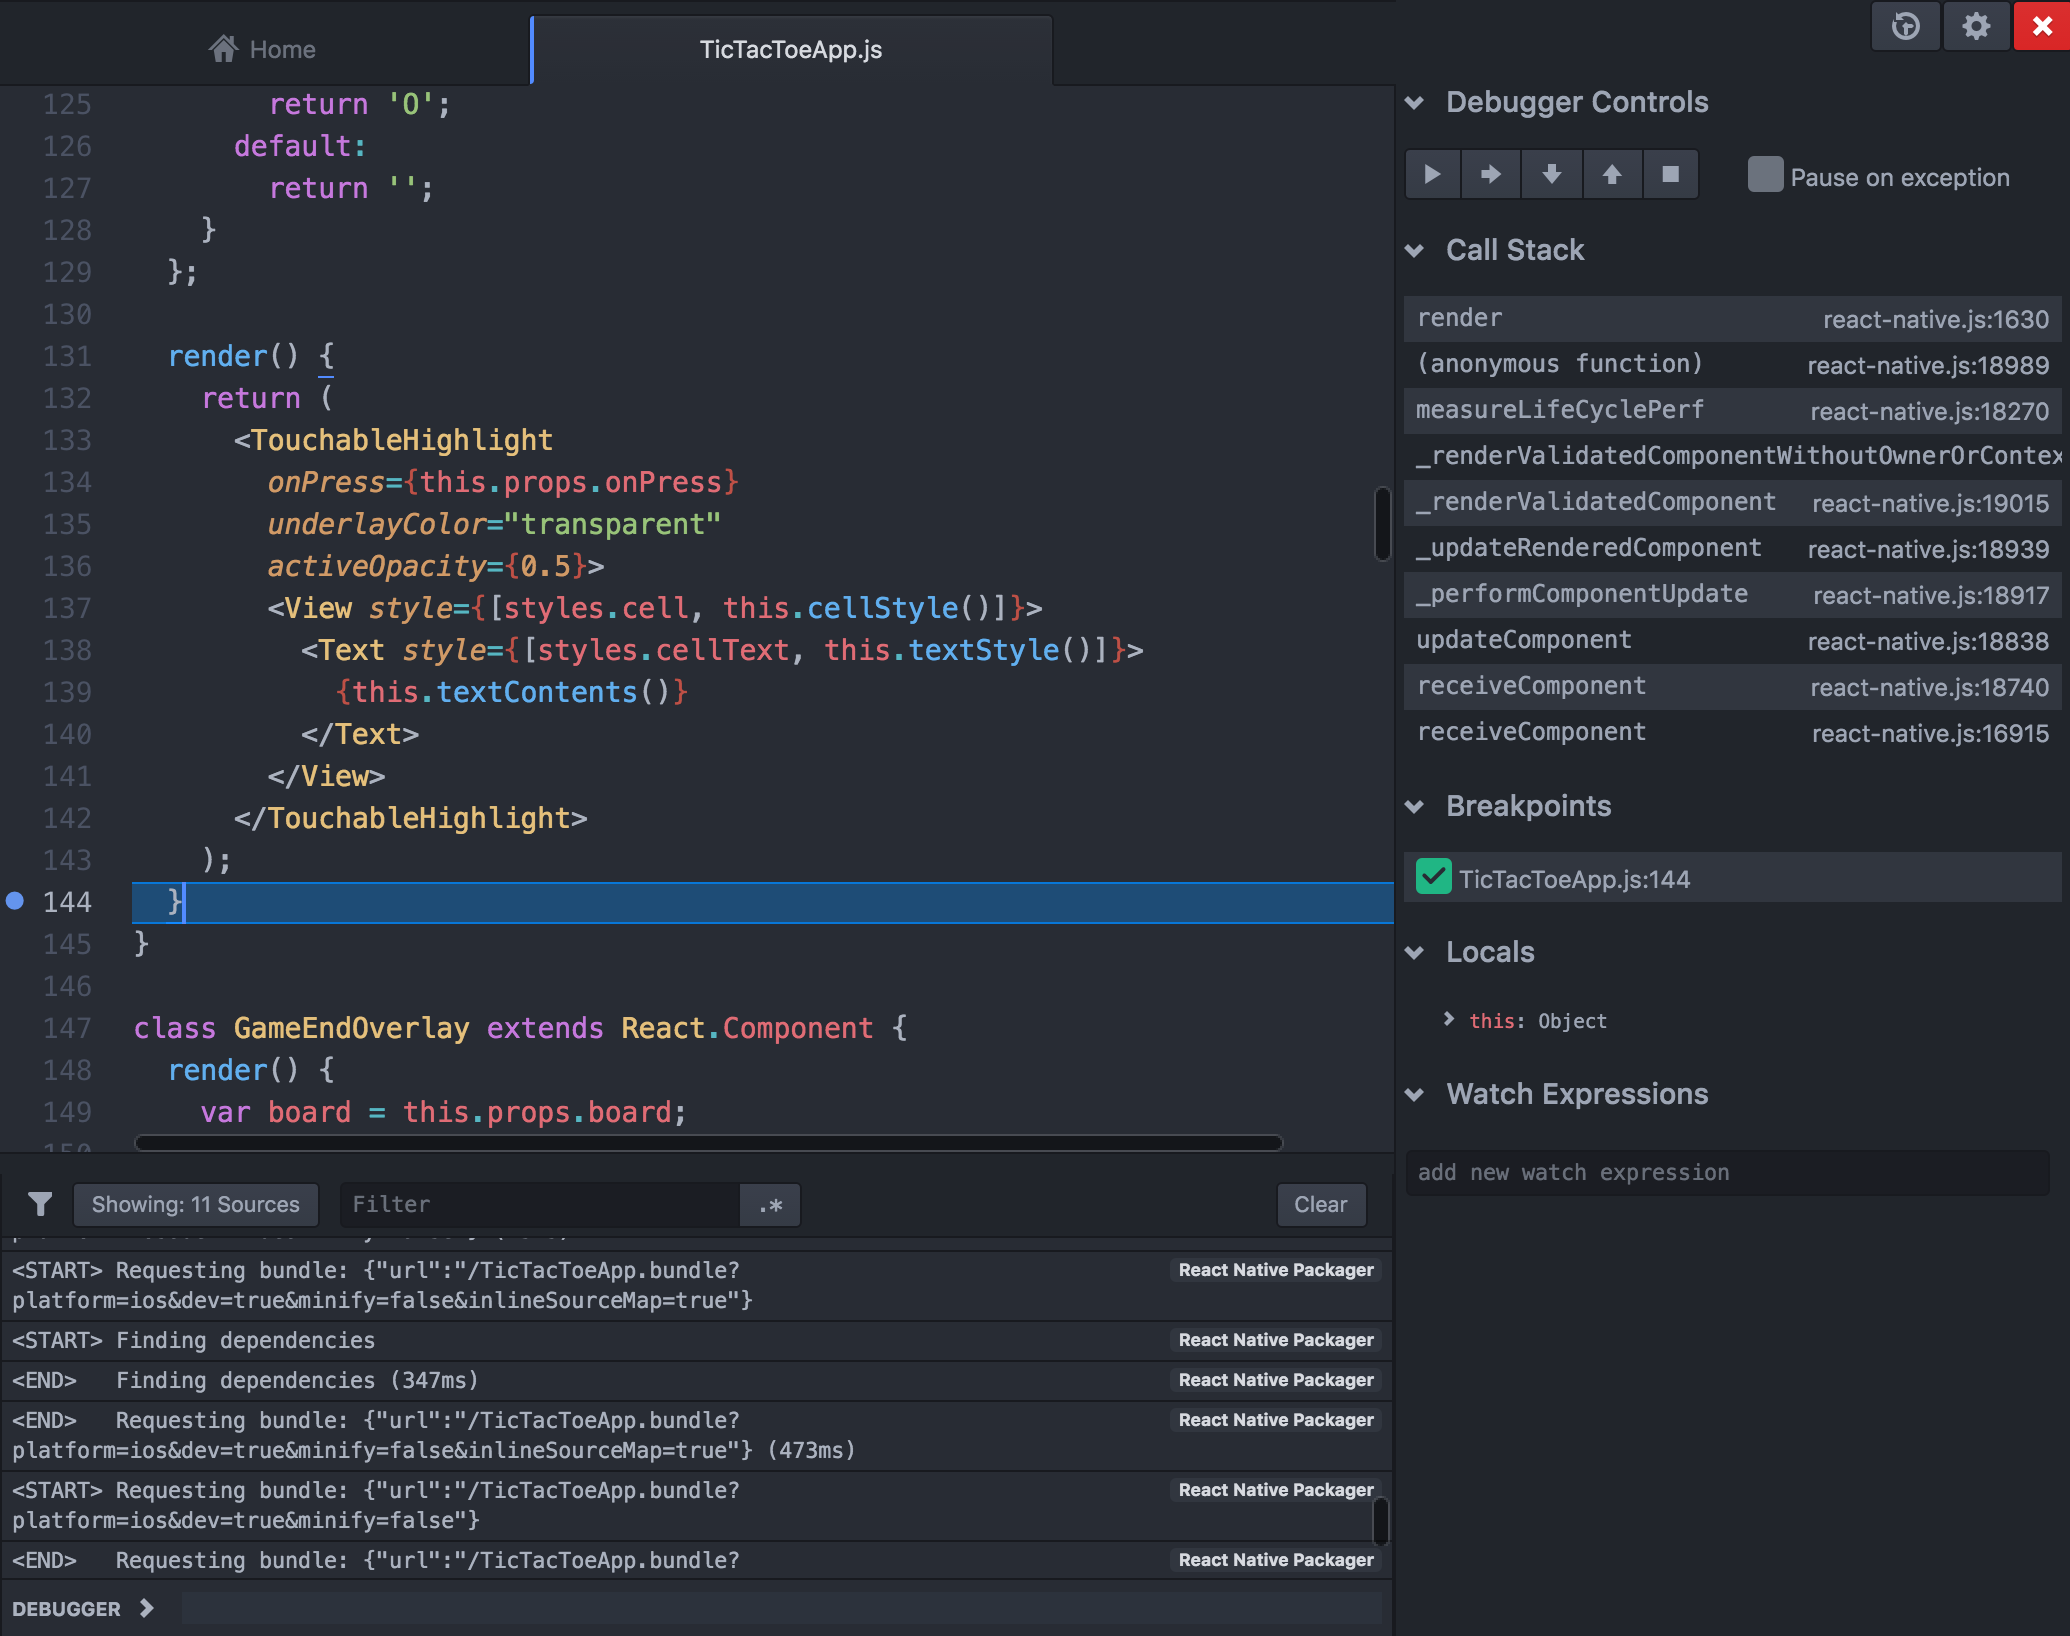 Home
TicTacToeApp.js
125 return 'O';
126 default:
127 return '';
128 }
129 };
130
131 render() {
132 return (
133 <TouchableHighlight
134 onPress={this.props.onPress}
135 underlayColor="transparent"
136 activeOpacity={0.5}>
137 <View style={[styles.cell, this.cellStyle()]}>
138 <Text style={[styles.cellText, this.textStyle()]}>
139 {this.textContents()}
140 </Text>
141 </View>
142 </TouchableHighlight>
143 );
144 }
145 }
146
147 class GameEndOverlay extends React.Component {
148 render() {
149 var board = this.props.board;
150
Showing: 11 Sources
Filter
.*
Clear
<START> Requesting bundle: {"url":"/TicTacToeApp.bundle?
platform=ios&dev=true&minify=false&inlineSourceMap=true"}
React Native Packager
<START> Finding dependencies
React Native Packager
<END> Finding dependencies (347ms)
React Native Packager
<END> Requesting bundle: {"url":"/TicTacToeApp.bundle?
platform=ios&dev=true&minify=false&inlineSourceMap=true"} (473ms)
React Native Packager
<START> Requesting bundle: {"url":"/TicTacToeApp.bundle?
platform=ios&dev=true&minify=false"}
React Native Packager
<END> Requesting bundle: {"url":"/TicTacToeApp.bundle?
React Native Packager
DEBUGGER
Debugger Controls
Pause on exception
Call Stack
render react-native.js:1630
(anonymous function) react-native.js:18989
measureLifeCyclePerf react-native.js:18270
_renderValidatedComponentWithoutOwnerOrContex
_renderValidatedComponent react-native.js:19015
_updateRenderedComponent react-native.js:18939
_performComponentUpdate react-native.js:18917
updateComponent react-native.js:18838
receiveComponent react-native.js:18740
receiveComponent react-native.js:16915
Breakpoints
TicTacToeApp.js:144
Locals
this: Object
Watch Expressions
add new watch expression